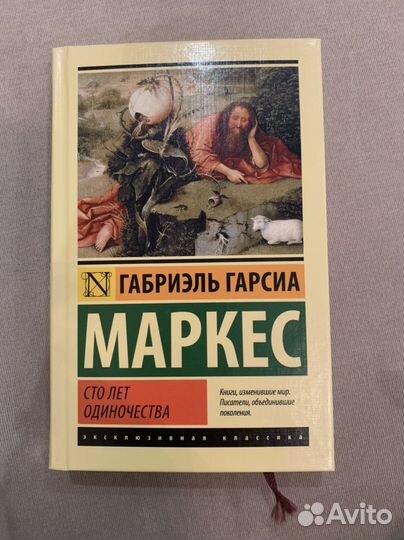 N
ГАБРИЭЛЬ ГАРСИА
МАРКЕС
СТО ЛЕТ
ОДИНОЧЕСТВА
Книги, изменившие мир.
Писатели, объединившие
поколения.
эксклюзивная классика
Avito